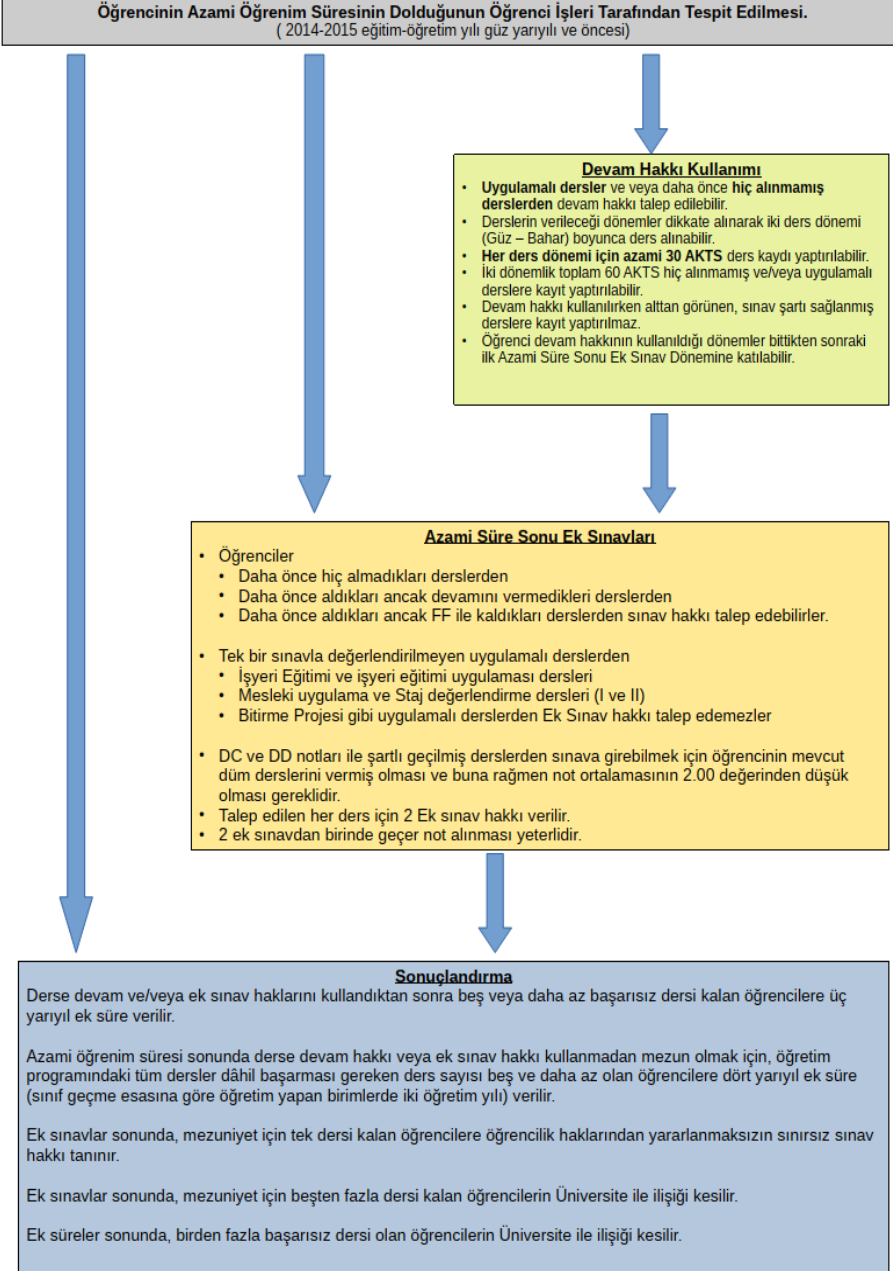 Öğrencinin Azami Öğrenim Süresinin Dolduğunun Öğrenci İşleri Tarafından Tespit Edilmesi.
( 2014-2015 eğitim-öğretim yılı güz yarıyılı ve öncesi)
Devam Hakkı Kullanımı
• Uygulamalı dersler ve veya daha önce hiç alınmamış
derslerden devam hakkı talep edilebilir.
• Derslerin verileceği dönemler dikkate alınarak iki ders dönemi
(Güz – Bahar) boyunca ders alınabilir.
• Her ders dönemi için azami 30 AKTS ders kaydı yaptırılabilir.
• İki dönemlik toplam 60 AKTS hiç alınmamış ve/veya uygulamalı
derslere kayıt yaptırılabilir.
• Devam hakkı kullanılırken alttan görünen, sınav şartı sağlanmış
derslere kayıt yaptırılmaz.
• Öğrenci devam hakkının kullanıldığı dönemler bittikten sonraki
ilk Azami Süre Sonu Ek Sınav Dönemine katılabilir.
Azami Süre Sonu Ek Sınavları
• Öğrenciler
• Daha önce hiç almadıkları derslerden
• Daha önce aldıkları ancak devamını vermedikleri derslerden
• Daha önce aldıkları ancak FF ile kaldıkları derslerden sınav hakkı talep edebilirler.
• Tek bir sınavla değerlendirilmeyen uygulamalı derslerden
• İşyeri Eğitimi ve işyeri eğitimi uygulaması dersleri
• Mesleki uygulama ve Staj değerlendirme dersleri (I ve II)
• Bitirme Projesi gibi uygulamalı derslerden Ek Sınav hakkı talep edemezler
• DC ve DD notları ile şartlı geçilmiş derslerden sınava girebilmek için öğrencinin mevcut
düm derslerini vermiş olması ve buna rağmen not ortalamasının 2.00 değerinden düşük
olması gereklidir.
• Talep edilen her ders için 2 Ek sınav hakkı verilir.
• 2 ek sınavdan birinde geçer not alınması yeterlidir.
Sonuçlandırma
Derse devam ve/veya ek sınav haklarını kullandıktan sonra beş veya daha az başarısız dersi kalan öğrencilere üç
yarıyıl ek süre verilir.
Azami öğrenim süresi sonunda derse devam hakkı veya ek sınav hakkı kullanmadan mezun olmak için, öğretim
programındaki tüm dersler dâhil başarması gereken ders sayısı beş ve daha az olan öğrencilere dört yarıyıl ek süre
(sınıf geçme esasına göre öğretim yapan birimlerde iki öğretim yılı) verilir.
Ek sınavlar sonunda, mezuniyet için tek dersi kalan öğrencilere öğrencilik haklarından yararlanmaksızın sınırsız sınav
hakkı tanınır.
Ek sınavlar sonunda, mezuniyet için beşten fazla dersi kalan öğrencilerin Üniversite ile ilişiği kesilir.
Ek süreler sonunda, birden fazla başarısız dersi olan öğrencilerin Üniversite ile ilişiği kesilir.